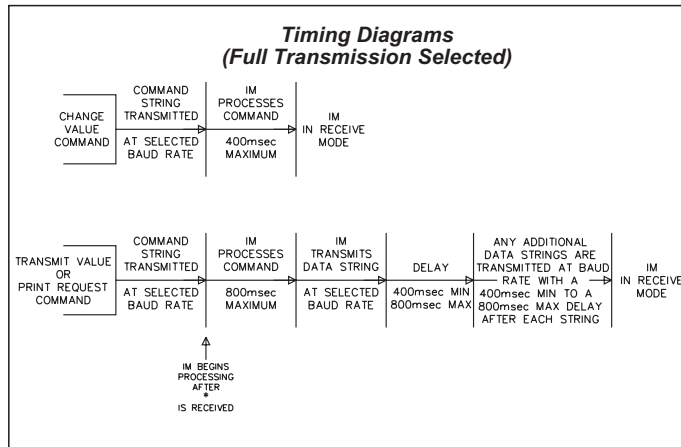 Timing Diagrams
(Full Transmission Selected)
CHANGE
VALUE
COMMAND
COMMAND
STRING
TRANSMITTED
AT SELECTED
BAUD RATE
IM
PROCESSES
COMMAND
400msec
MAXIMUM
IM
IN RECEIVE
MODE
TRANSMIT VALUE
OR
PRINT REQUEST
COMMAND
COMMAND
STRING
TRANSMITTED
AT SELECTED
BAUD RATE
IM
PROCESSES
COMMAND
800msec
MAXIMUM
IM
TRANSMITS
DATA STRING
AT SELECTED
BAUD RATE
DELAY
400msec MIN
800msec MAX
ANY ADDITIONAL
DATA STRINGS ARE
TRANSMITTED AT BAUD
RATE WITH A
400msec MIN TO A
800msec MAX DELAY
AFTER EACH STRING
IM
IN RECEIVE
MODE
IM BEGINS
PROCESSING
AFTER
*
IS RECEIVED